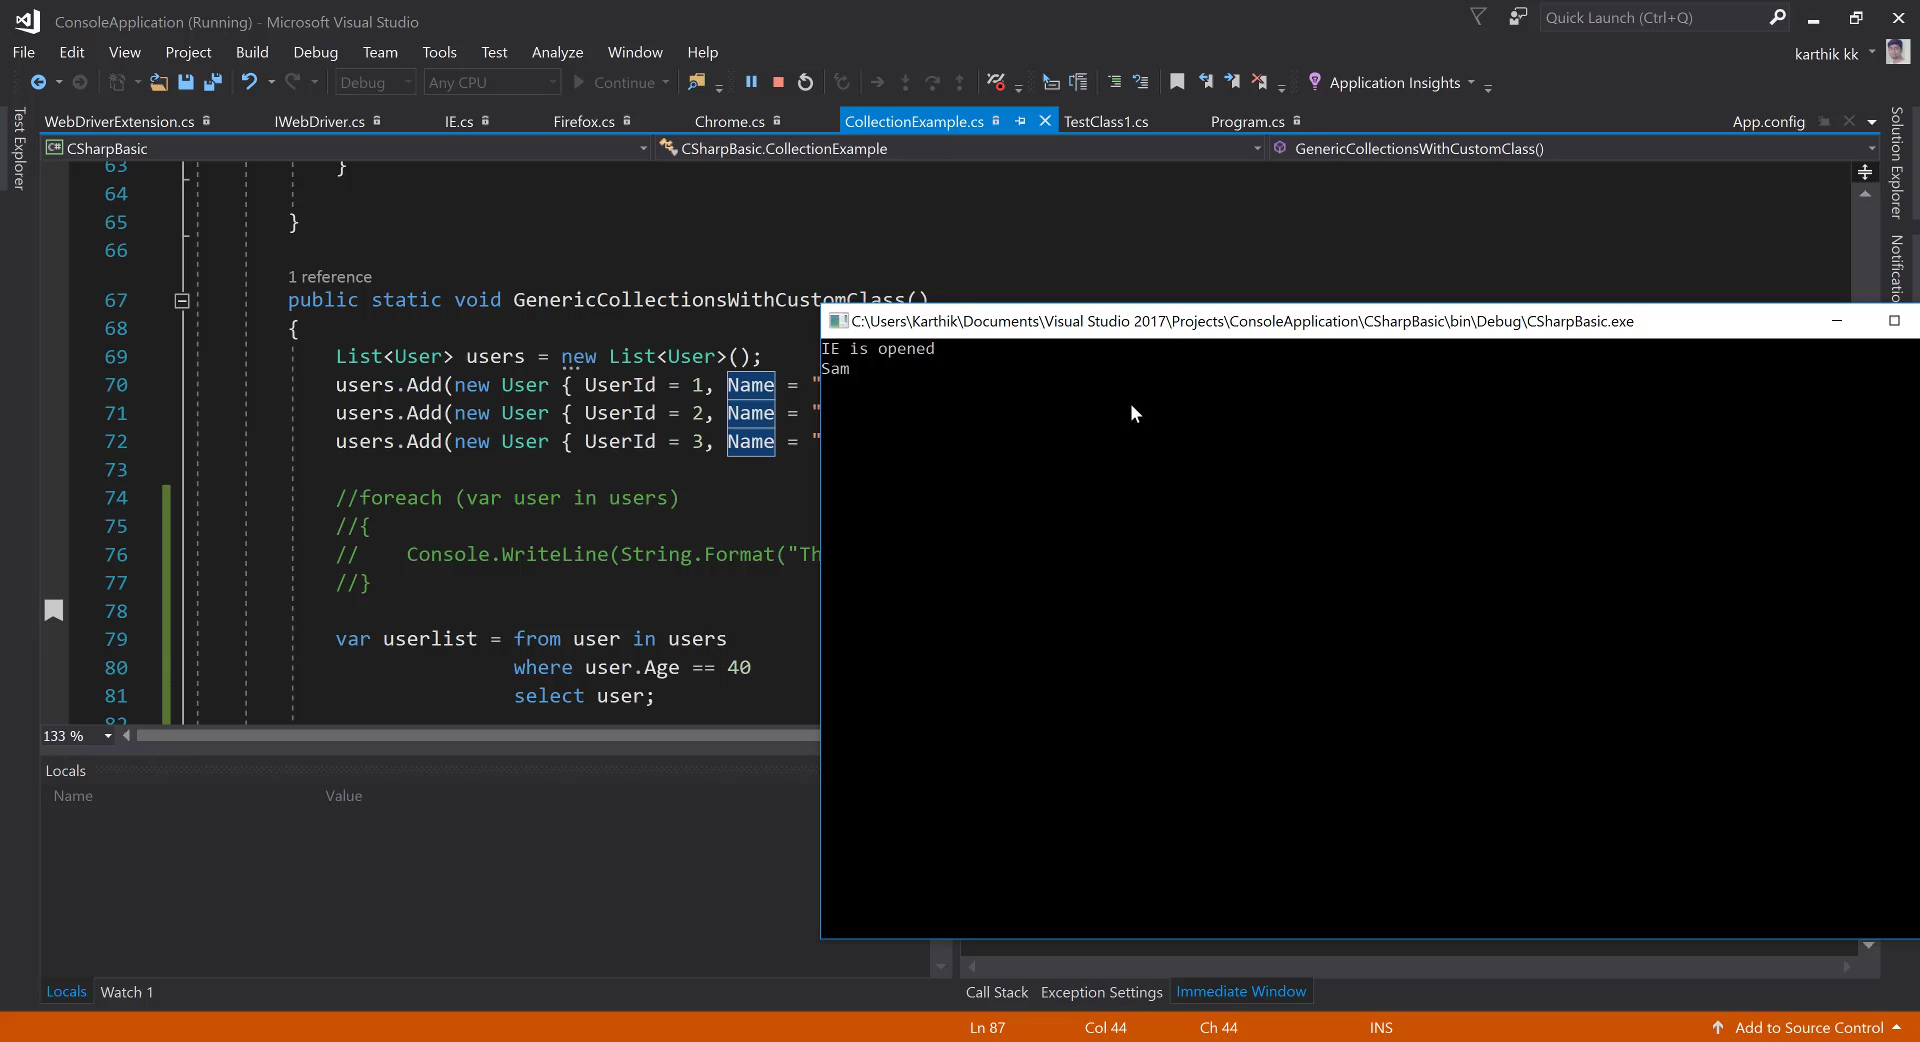 ConsoleApplication (Running) - Microsoft Visual Studio
Quick Launch (Ctrl+Q)
File Edit View Project Build Debug Team Tools Test Analyze Window Help
karthik kk
Debug Any CPU Continue Application Insights
WebDriverExtension.cs IWebDriver.cs IE.cs Firefox.cs Chrome.cs CollectionExample.cs TestClass1.cs Program.cs App.config
C# CSharpBasic CSharpBasic.CollectionExample GenericCollectionsWithCustomClass()
Test Explorer
Solution Explorer
Notificatio
63 }
64
65 }
66
1 reference
67 public static void GenericCollectionsWithCustomClass()
68 {
69 List<User> users = new List<User>();
70 users.Add(new User { UserId = 1, Name = "
71 users.Add(new User { UserId = 2, Name = "
72 users.Add(new User { UserId = 3, Name = "
73
74 //foreach (var user in users)
75 //{
76 // Console.WriteLine(String.Format("Th
77 //}
78
79 var userlist = from user in users
80 where user.Age == 40
81 select user;
82
133 %
C:\Users\Karthik\Documents\Visual Studio 2017\Projects\ConsoleApplication\CSharpBasic\bin\Debug\CSharpBasic.exe
IE is opened
Sam
Locals
Name Value
Locals Watch 1
Call Stack Exception Settings Immediate Window
Ln 87 Col 44 Ch 44 INS Add to Source Control